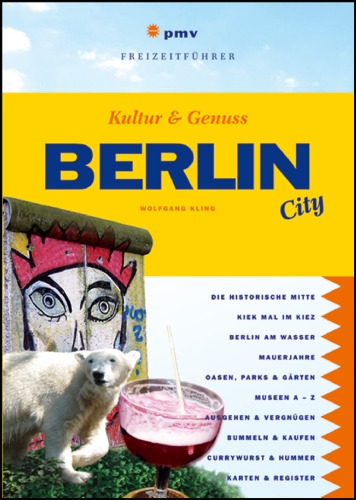 pmv
FREIZEITFÜHRER
Kultur & Genuss
BERLIN
City
WOLFGANG KLING
DIE HISTORISCHE MITTE
KIEK MAL IM KIEZ
BERLIN AM WASSER
MAUERJAHRE
OASEN, PARKS & GÄRTEN
MUSEEN A – Z
AUSGEHEN & VERGNÜGEN
BUMMELN & KAUFEN
CURRYWURST & HUMMER
KARTEN & REGISTER